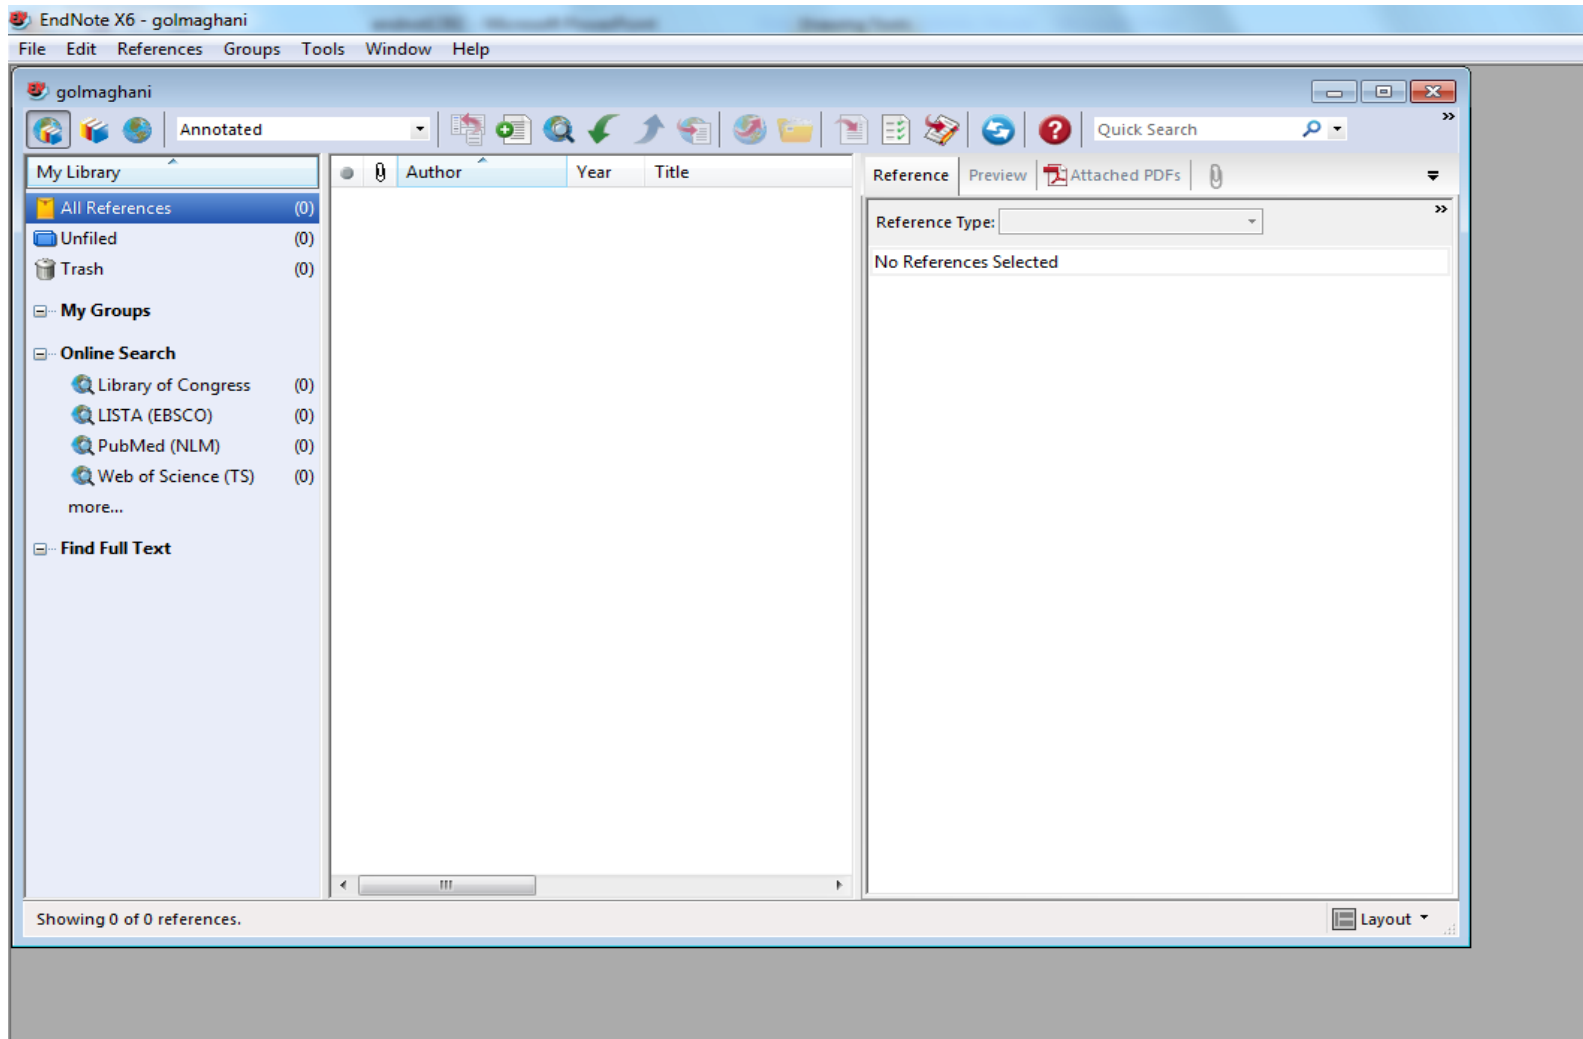 EndNote X6 - golmaghani
File Edit References Groups Tools Window Help
golmaghani
Annotated
Quick Search
My Library
All References (0)
Unfiled (0)
Trash (0)
My Groups
Online Search
Library of Congress (0)
LISTA (EBSCO) (0)
PubMed (NLM) (0)
Web of Science (TS) (0)
more...
Find Full Text
Author Year Title
Reference Preview Attached PDFs
Reference Type:
No References Selected
Showing 0 of 0 references.
Layout